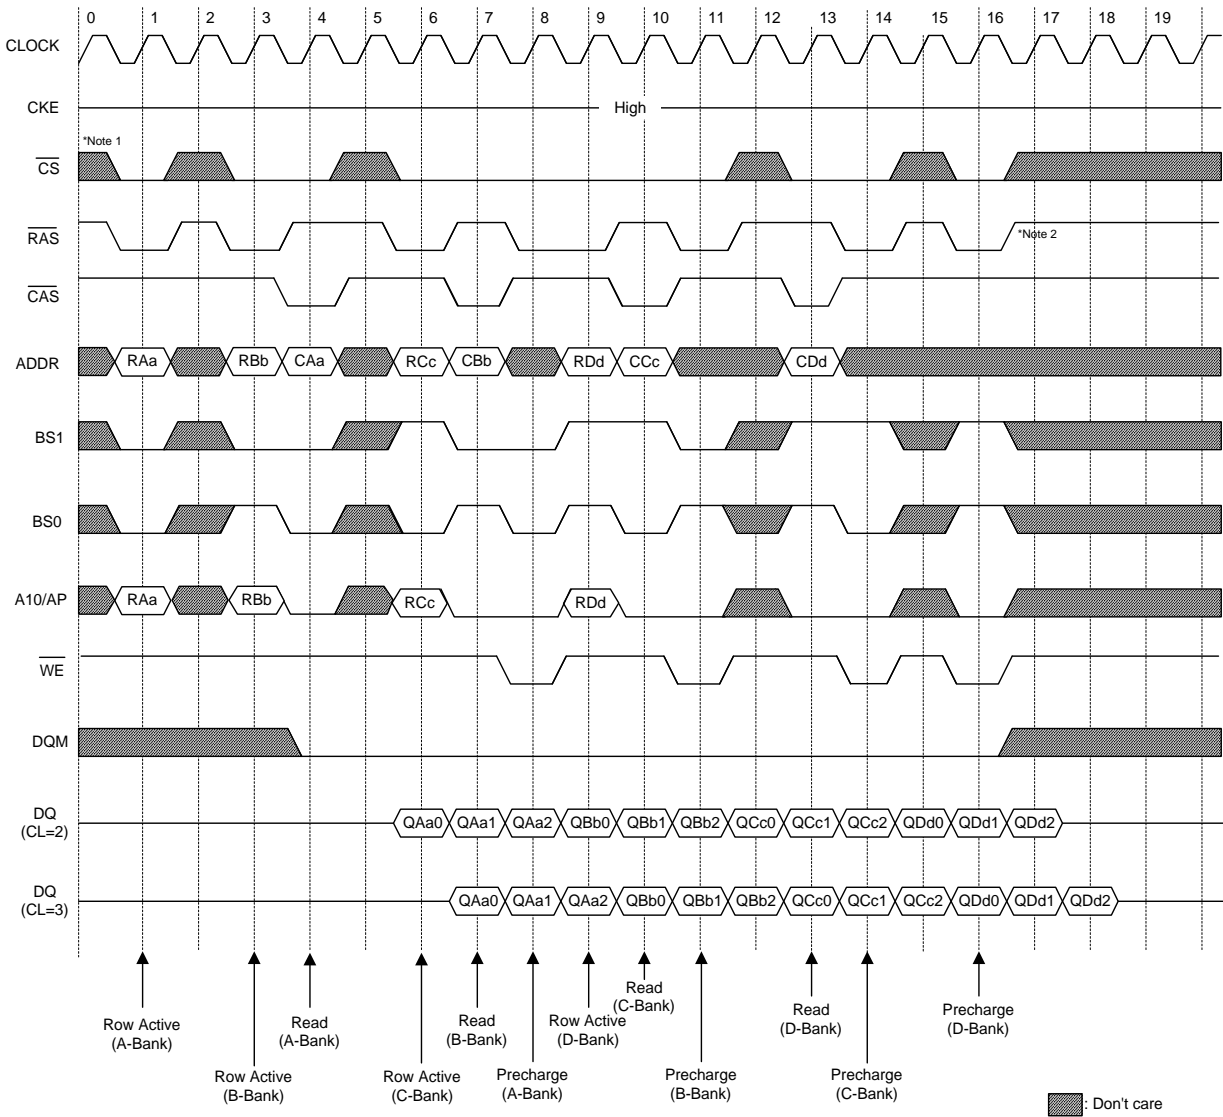 0 1 2 3 4 5 6 7 8 9 10 11 12 13 14 15 16 17 18 19
CLOCK
CKE
High
*Note 1
CS
RAS
*Note 2
CAS
ADDR RAa RBb CAa RCc CBb RDd CCc CDd
BS1
BS0
A10/AP RAa RBb RCc RDd
WE
DQM
DQ
(CL=2)
QAa0 QAa1 QAa2 QBb0 QBb1 QBb2 QCc0 QCc1 QCc2 QDd0 QDd1 QDd2
DQ
(CL=3)
QAa0 QAa1 QAa2 QBb0 QBb1 QBb2 QCc0 QCc1 QCc2 QDd0 QDd1 QDd2
Row Active
(A-Bank)
Row Active
(B-Bank)
Read
(A-Bank)
Row Active
(C-Bank)
Read
(B-Bank)
Precharge
(A-Bank)
Row Active
(D-Bank)
Read
(C-Bank)
Precharge
(B-Bank)
Read
(D-Bank)
Precharge
(C-Bank)
Precharge
(D-Bank)
: Don't care